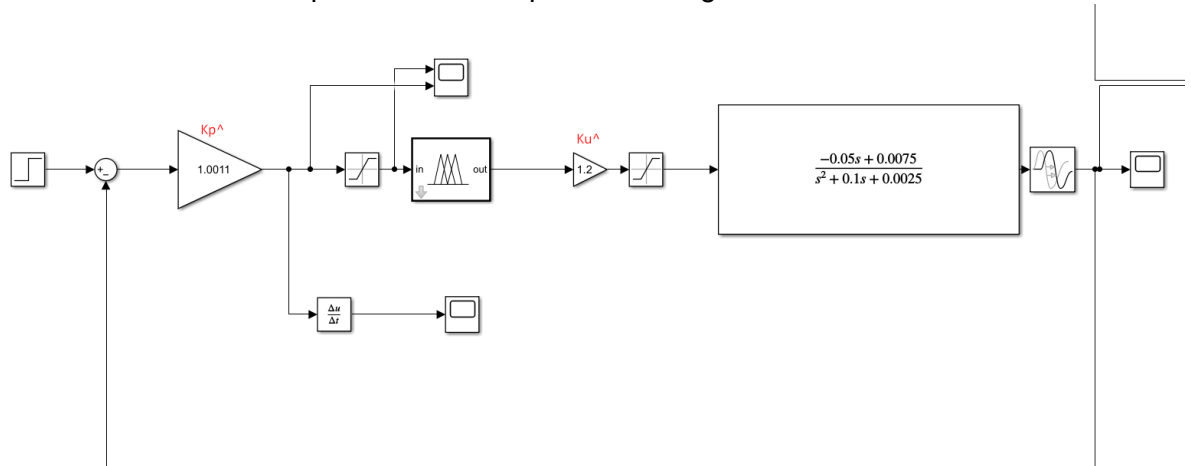 Kp^
Ku^
+
−
1.0011
in
out
1.2
-0.05s + 0.0075
s² + 0.1s + 0.0025
Δu
Δt